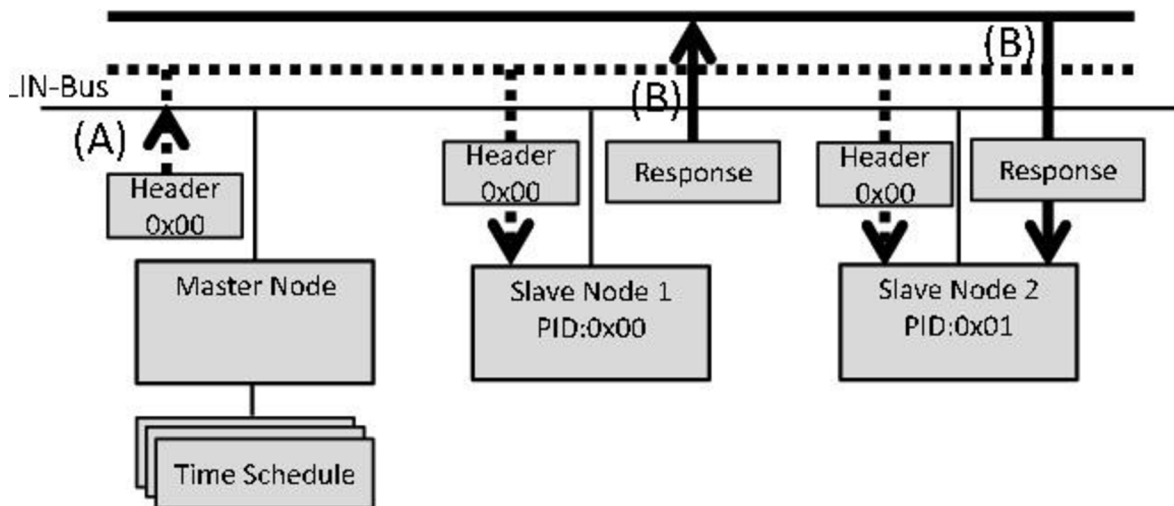 (B)
LIN-Bus
(B)
(A)
Header
0x00
Header
0x00
Response
Header
0x00
Response
Master Node
Slave Node 1
PID:0x00
Slave Node 2
PID:0x01
Time Schedule